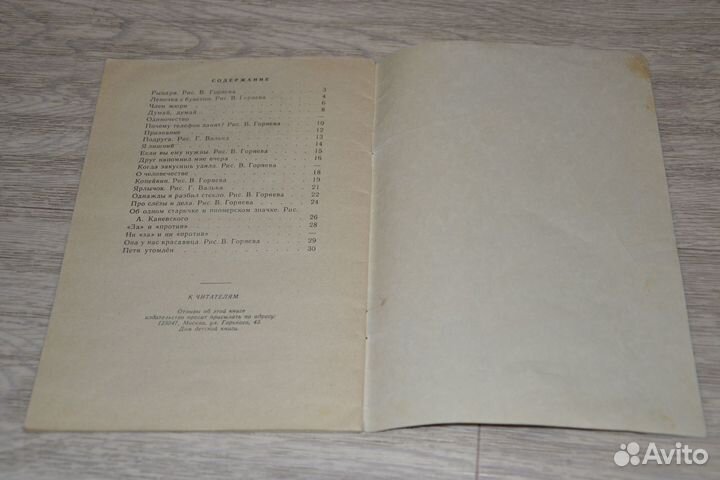 СОДЕРЖАНИЕ
Рыцари. Рис. В. Горяева . . . 3
Леночка с букетом. Рис. В. Горяева . . . 4
Член жюри . . . 6
Думай, думай . . . 8
Одиночество
Почему телефон занят? Рис. В. Горяева . . . 10
Признание . . . 12
Подруга. Рис. Г. Валька . . . 13
Я лишний . . . 14
Если вы ему нужны. Рис. В. Горяева . . . 15
Друг напомнил мне вчера . . . 16
Когда закусишь удила. Рис. В. Горяева . . . —
О человечестве . . . 18
Копейкин. Рис. В. Горяева . . . 19
Ярлычок. Рис. Г. Валька . . . 21
Однажды я разбил стекло. Рис. В. Горяева . . . 22
Про слёзы и дела. Рис. В. Горяева . . . 24
Об одном старичке и пионерском значке. Рис.
А. Каневского . . . 26
«За» и «против» . . . 28
Ни «за» и ни «против» . . . —
Она у нас красавица. Рис. В. Горяева . . . 29
Петя утомлён . . . 30
К ЧИТАТЕЛЯМ
Отзывы об этой книге
издательство просит присылать по адресу:
125047, Москва, ул. Горького, 43.
Дом детской книги.
Avito